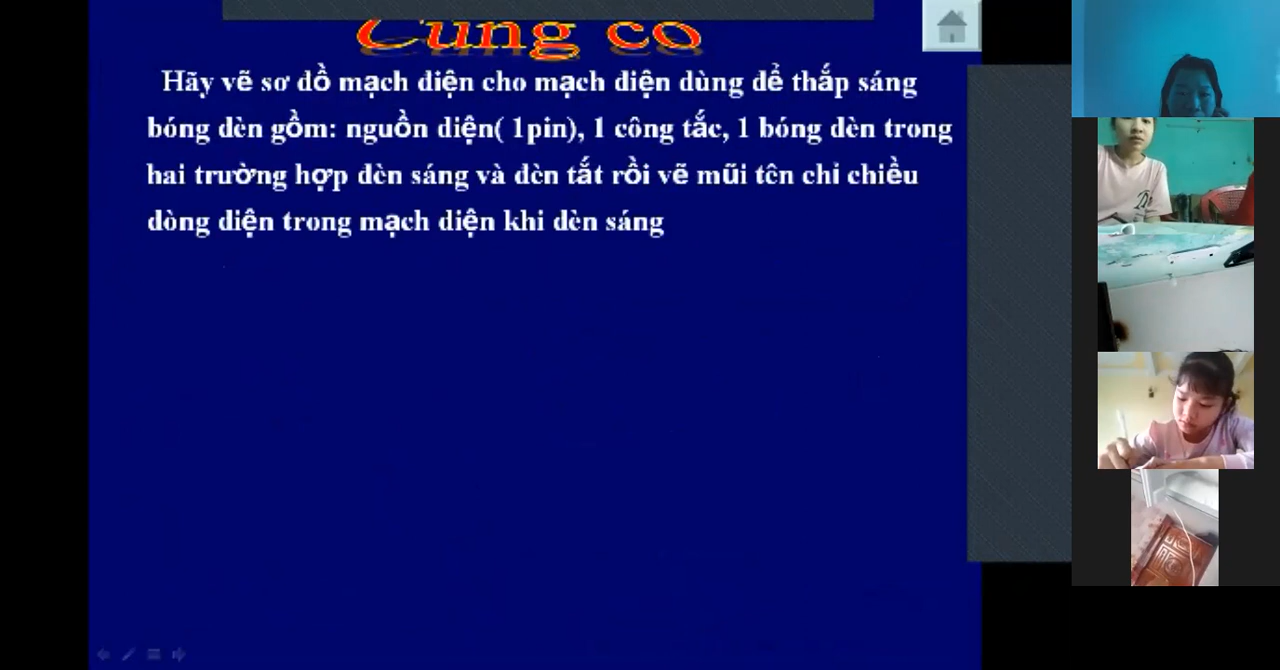 Củng cố
Hãy vẽ sơ đồ mạch điện cho mạch điện dùng để thắp sáng
bóng đèn gồm: nguồn điện( 1pin), 1 công tắc, 1 bóng đèn trong
hai trường hợp đèn sáng và đèn tắt rồi vẽ mũi tên chỉ chiều
dòng điện trong mạch điện khi đèn sáng